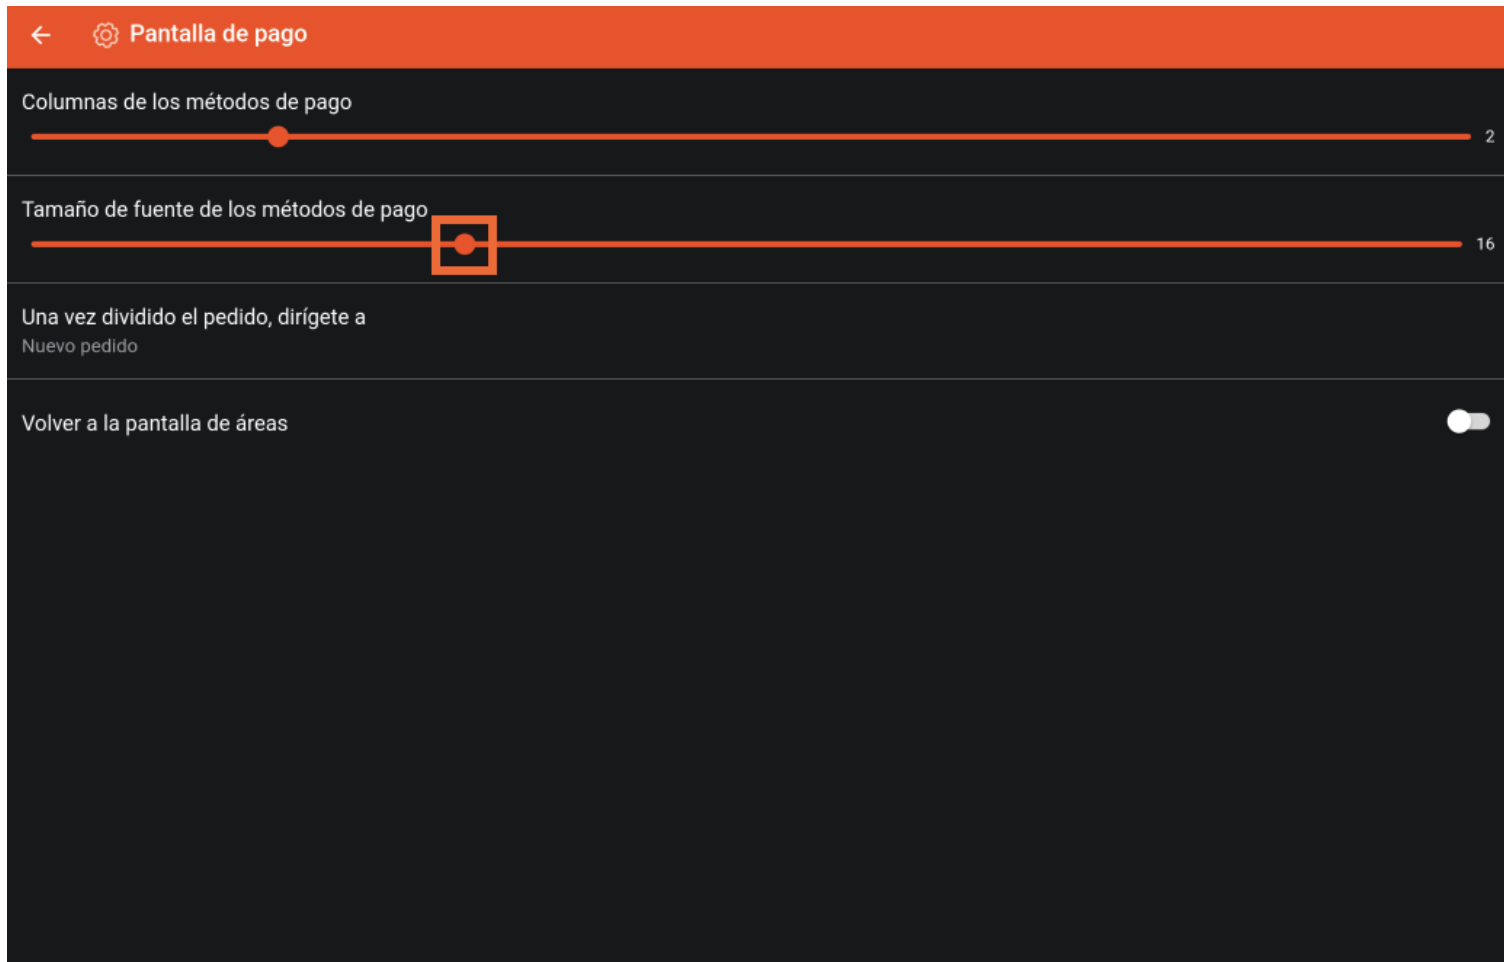 Pantalla de pago
Columnas de los métodos de pago
2
Tamaño de fuente de los métodos de pago
16
Una vez dividido el pedido, dirígete a
Nuevo pedido
Volver a la pantalla de áreas